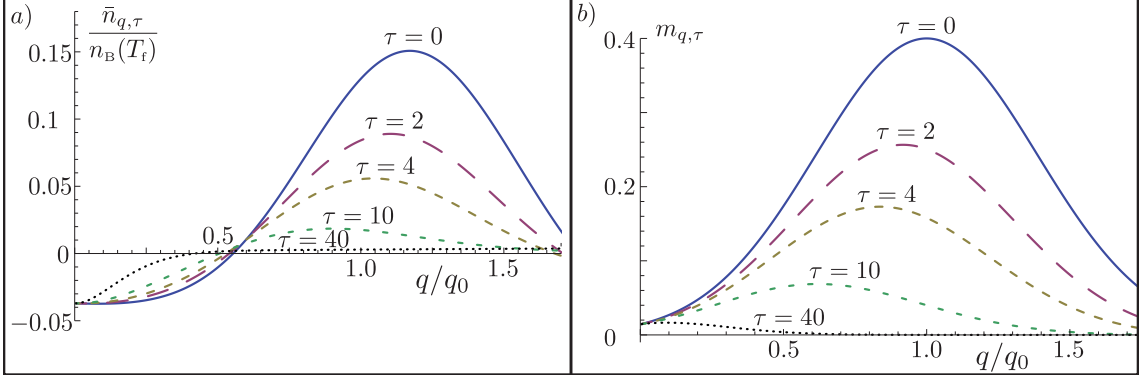 a)
n̄_{q,τ}
n_B(T_f)
0.15
0.1
0.05
0
−0.05
τ = 0
τ = 2
τ = 4
τ = 10
τ = 40
0.5
1.0
1.5
q/q_0
b)
m_{q,τ}
0.4
0.2
0
τ = 0
τ = 2
τ = 4
τ = 10
τ = 40
0.5
1.0
1.5
q/q_0